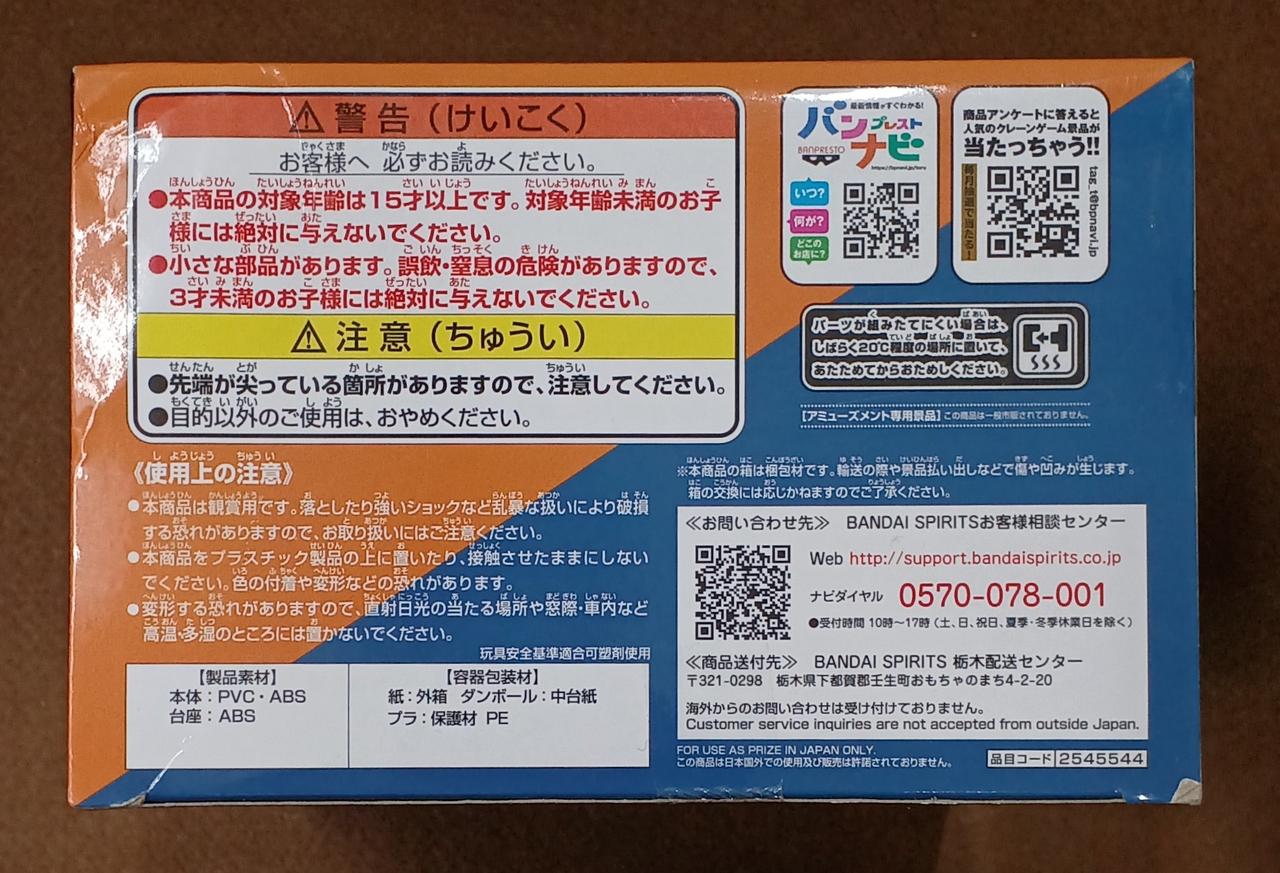 ⚠ 警告（けいこく）
お客様へ 必ずお読みください。
●本商品の対象年齢は15才以上です。対象年齢未満のお子
様には絶対に与えないでください。
●小さな部品があります。誤飲・窒息の危険がありますので、
3才未満のお子様には絶対に与えないでください。
⚠ 注意（ちゅうい）
●先端が尖っている箇所がありますので、注意してください。
●目的以外のご使用は、おやめください。
《使用上の注意》
●本商品は観賞用です。落としたり強いショックなど乱暴な扱いにより破損
する恐れがありますので、お取り扱いにはご注意ください。
●本商品をプラスチック製品の上に置いたり、接触させたままにしない
でください。色の付着や変形などの恐れがあります。
●変形する恐れがありますので、直射日光の当たる場所や窓際・車内など
高温・多湿のところには置かないでください。
玩具安全基準適合可塑剤使用
【製品素材】
本体：PVC・ABS
台座：ABS
【容器包装材】
紙：外箱 ダンボール：中台紙
プラ：保護材 PE
最新情報がすぐわかる!
バンプレストナビ
BANPRESTO
いつ?
何が?
どこの
お店に?
商品アンケートに答えると
人気のクレーンゲーム景品が
当たっちゃう!!
毎月抽選で当たる!
tag_t@bpnavi.jp
パーツが組みたてにくい場合は、
しばらく20℃程度の場所に置いて、
あたためてからおためしください。
【アミューズメント専用景品】この商品は一般市販されておりません。
※本商品の箱は梱包材です。輸送の際や景品払い出しなどで傷や凹みが生じます。
箱の交換には応じかねますのでご了承ください。
≪お問い合わせ先≫ BANDAI SPIRITSお客様相談センター
Web http://support.bandaispirits.co.jp
ナビダイヤル 0570-078-001
●受付時間 10時〜17時（土、日、祝日、夏季・冬季休業日を除く）
≪商品送付先≫ BANDAI SPIRITS 栃木配送センター
〒321-0298 栃木県下都賀郡壬生町おもちゃのまち4-2-20
海外からのお問い合わせは受け付けておりません。
Customer service inquiries are not accepted from outside Japan.
FOR USE AS PRIZE IN JAPAN ONLY.
この商品は日本国外での使用及び販売は許諾されておりません。
品目コード 2545544